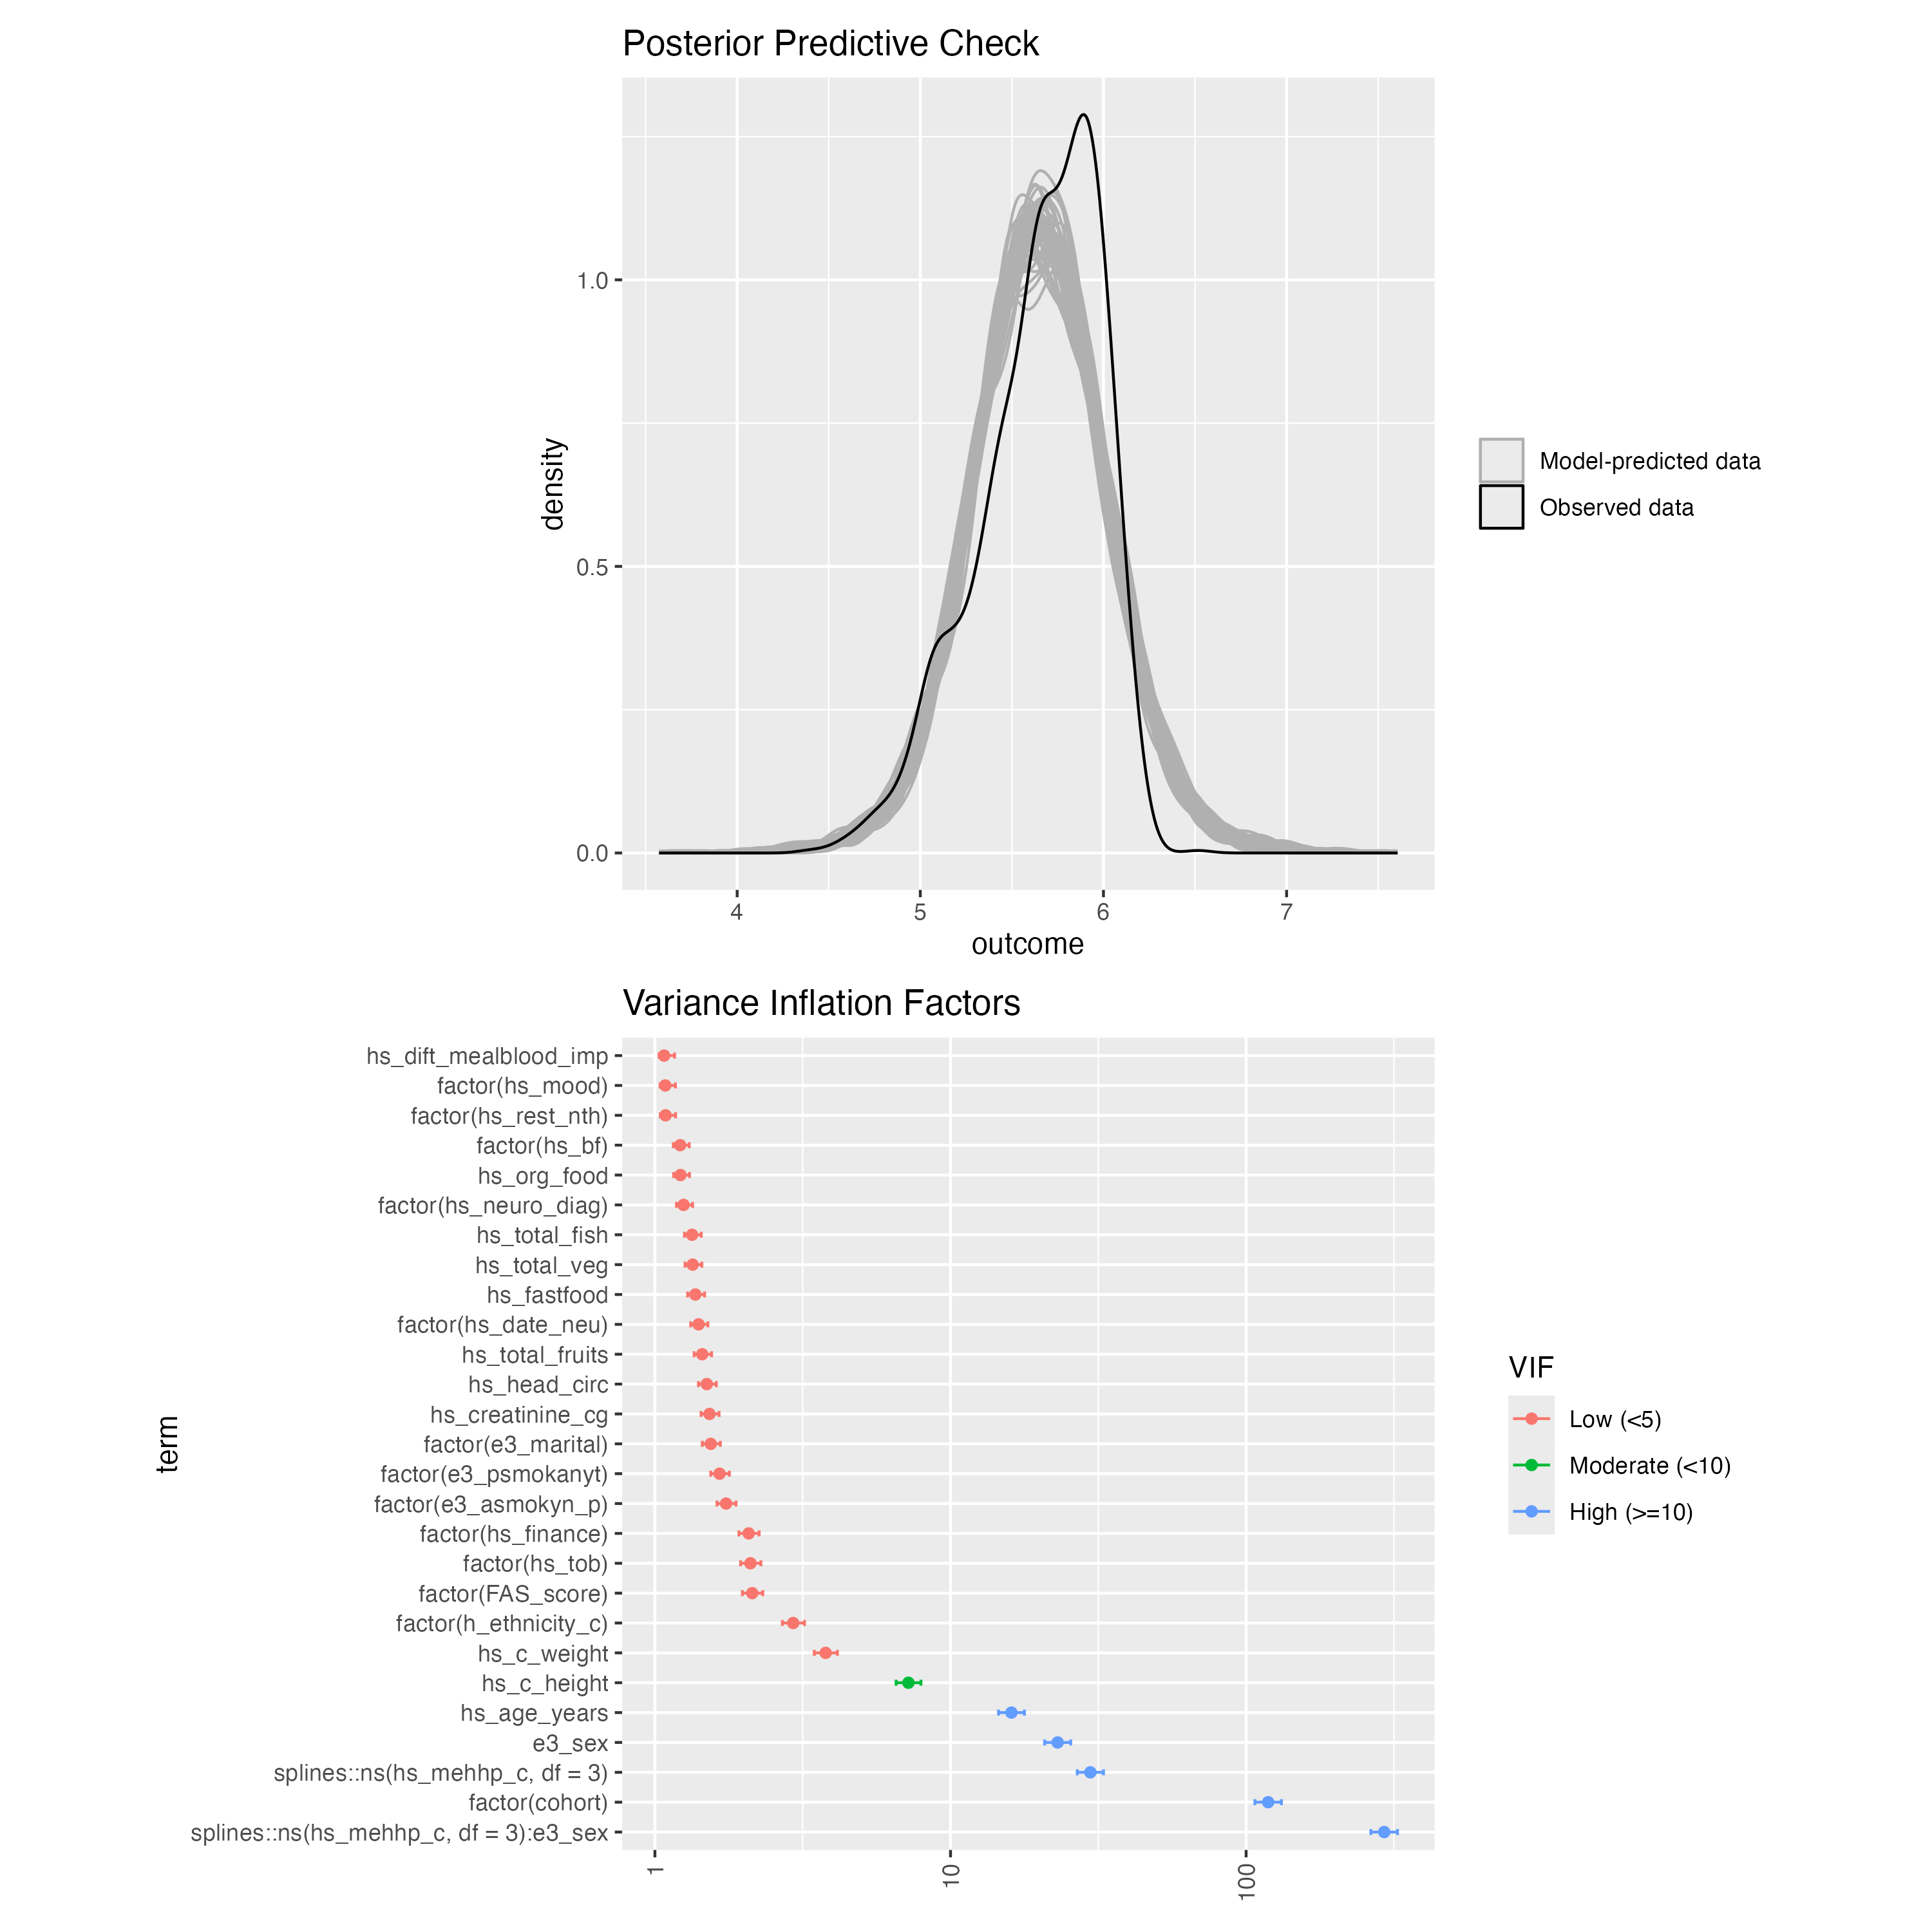 Posterior Predictive Check
density
1.0
0.5
0.0
4
5
6
7
outcome
Model-predicted data
Observed data
Variance Inflation Factors
term
hs_dift_mealblood_imp
factor(hs_mood)
factor(hs_rest_nth)
factor(hs_bf)
hs_org_food
factor(hs_neuro_diag)
hs_total_fish
hs_total_veg
hs_fastfood
factor(hs_date_neu)
hs_total_fruits
hs_head_circ
hs_creatinine_cg
factor(e3_marital)
factor(e3_psmokanyt)
factor(e3_asmokyn_p)
factor(hs_finance)
factor(hs_tob)
factor(FAS_score)
factor(h_ethnicity_c)
hs_c_weight
hs_c_height
hs_age_years
e3_sex
splines::ns(hs_mehhp_c, df = 3)
factor(cohort)
splines::ns(hs_mehhp_c, df = 3):e3_sex
1
10
100
VIF
Low (<5)
Moderate (<10)
High (>=10)